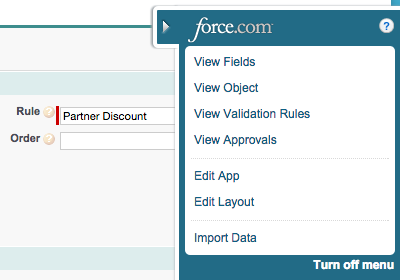 force.com
?
View Fields
View Object
View Validation Rules
View Approvals
Edit App
Edit Layout
Import Data
Turn off menu
Rule ? Partner Discount
Order ?